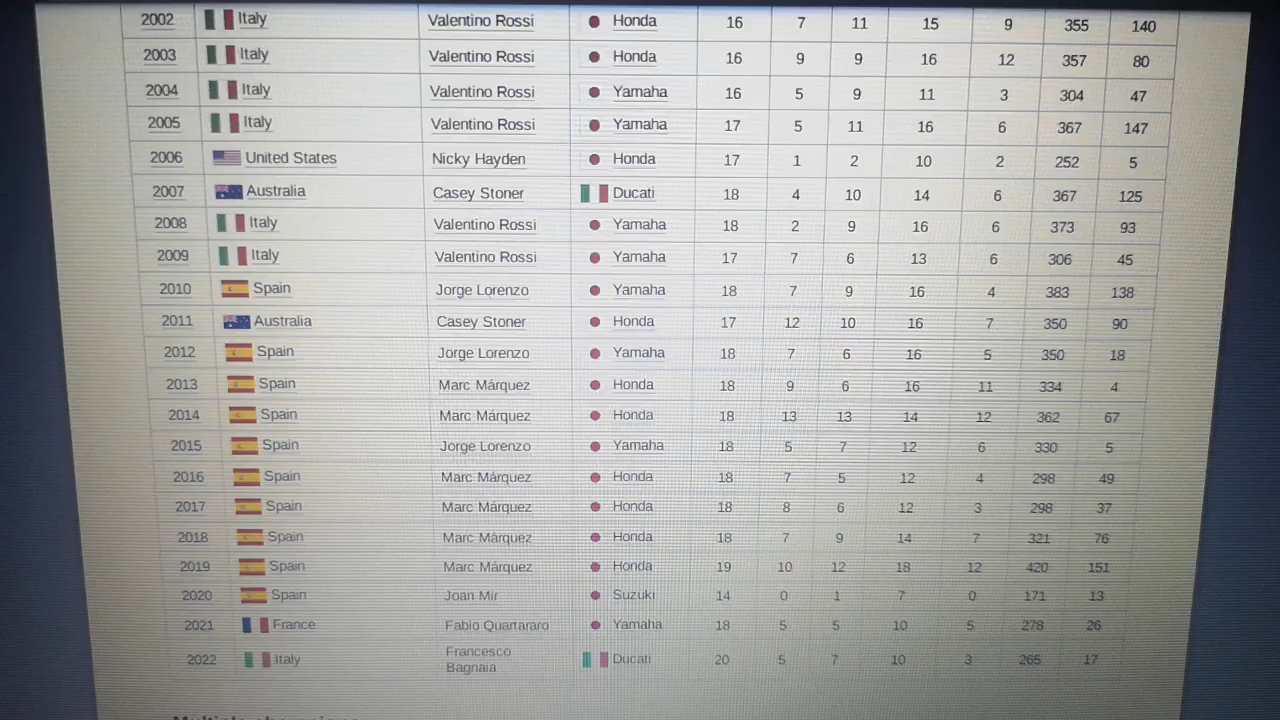 2002 Italy Valentino Rossi Honda 16 7 11 15 9 355 140
2003 Italy Valentino Rossi Honda 16 9 9 16 12 357 80
2004 Italy Valentino Rossi Yamaha 16 5 9 11 3 304 47
2005 Italy Valentino Rossi Yamaha 17 5 11 16 6 367 147
2006 United States Nicky Hayden Honda 17 1 2 10 2 252 5
2007 Australia Casey Stoner Ducati 18 4 10 14 6 367 125
2008 Italy Valentino Rossi Yamaha 18 2 9 16 6 373 93
2009 Italy Valentino Rossi Yamaha 17 7 6 13 6 306 45
2010 Spain Jorge Lorenzo Yamaha 18 7 9 16 4 383 138
2011 Australia Casey Stoner Honda 17 12 10 16 7 350 90
2012 Spain Jorge Lorenzo Yamaha 18 7 6 16 5 350 18
2013 Spain Marc Márquez Honda 18 9 6 16 11 334 4
2014 Spain Marc Márquez Honda 18 13 13 14 12 362 67
2015 Spain Jorge Lorenzo Yamaha 18 5 7 12 6 330 5
2016 Spain Marc Márquez Honda 18 7 5 12 4 298 49
2017 Spain Marc Márquez Honda 18 8 6 12 3 298 37
2018 Spain Marc Márquez Honda 18 7 9 14 7 321 76
2019 Spain Marc Márquez Honda 19 10 12 18 12 420 151
2020 Spain Joan Mir Suzuki 14 0 1 7 0 171 13
2021 France Fabio Quartararo Yamaha 18 5 5 10 5 278 26
2022 Italy Francesco Bagnaia Ducati 20 5 7 10 3 265 17